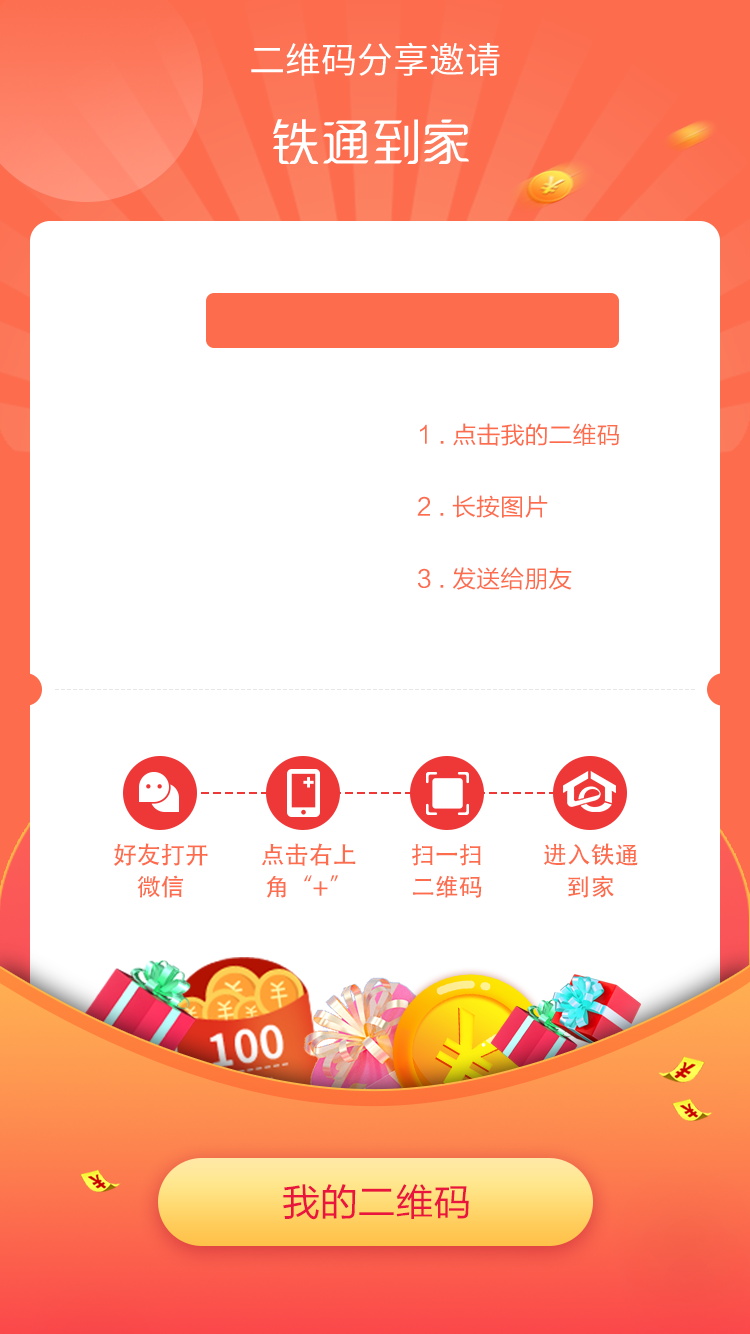 二维码分享邀请
铁通到家
1 . 点击我的二维码
2 . 长按图片
3 . 发送给朋友
好友打开
微信
点击右上
角“+”
扫一扫
二维码
进入铁通
到家
100
我的二维码